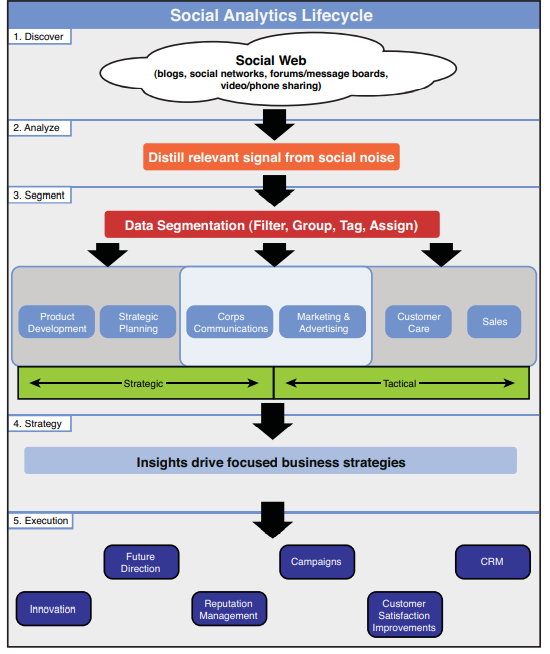 Social Analytics Lifecycle
1. Discover
Social Web
(blogs, social networks, forums/message boards,
video/phone sharing)
2. Analyze
Distill relevant signal from social noise
3. Segment
Data Segmentation (Filter, Group, Tag, Assign)
Product
Development
Strategic
Planning
Corps
Communications
Marketing &
Advertising
Customer
Care
Sales
Strategic
Tactical
4. Strategy
Insights drive focused business strategies
5. Execution
Future
Direction
Campaigns
CRM
Innovation
Reputation
Management
Customer
Satisfaction
Improvements